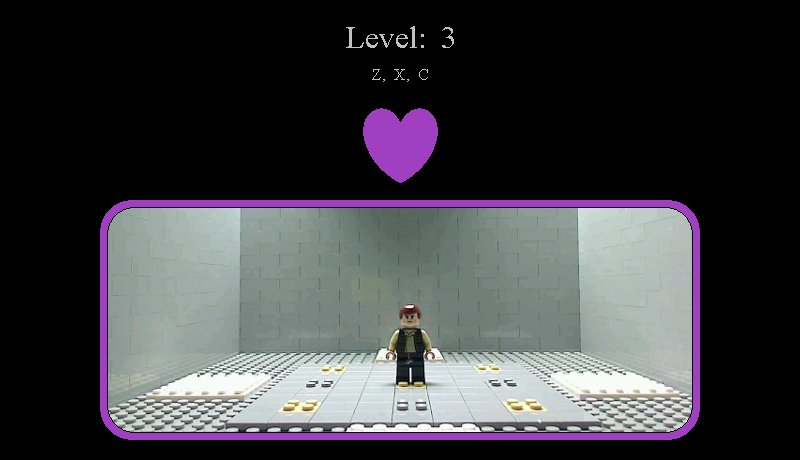 Level: 3
Z, X, C